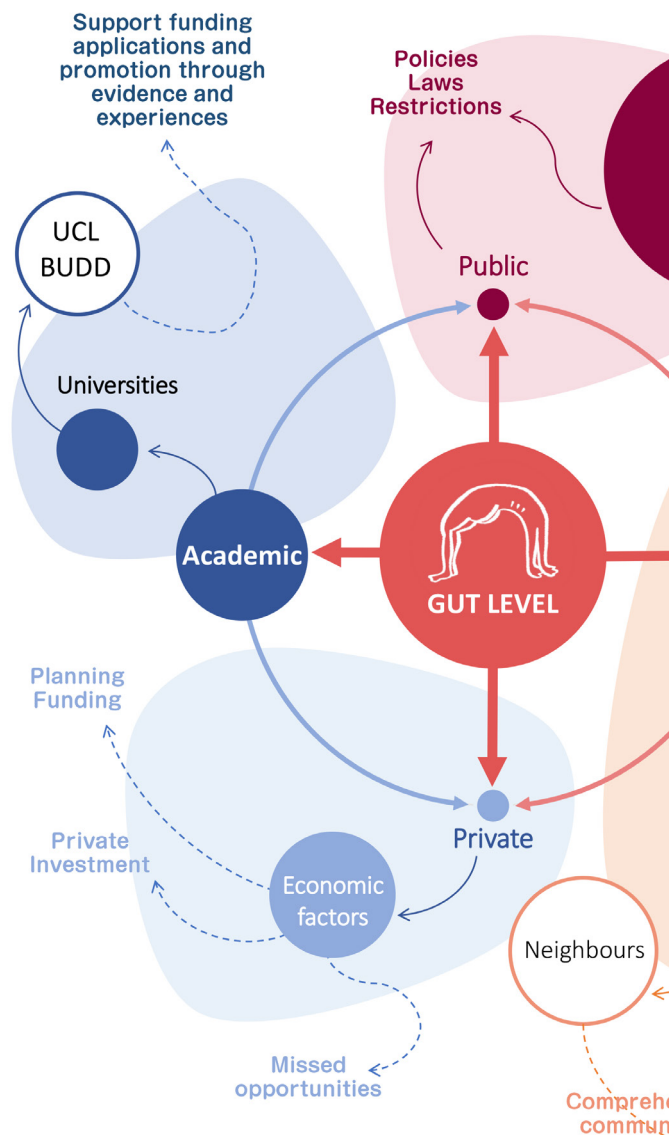 Support funding
applications and
promotion through
evidence and
experiences
Policies
Laws
Restrictions
UCL
BUDD
Public
Universities
Academic
GUT LEVEL
Planning
Funding
Private
Investment
Private
Economic
factors
Neighbours
Missed
opportunities